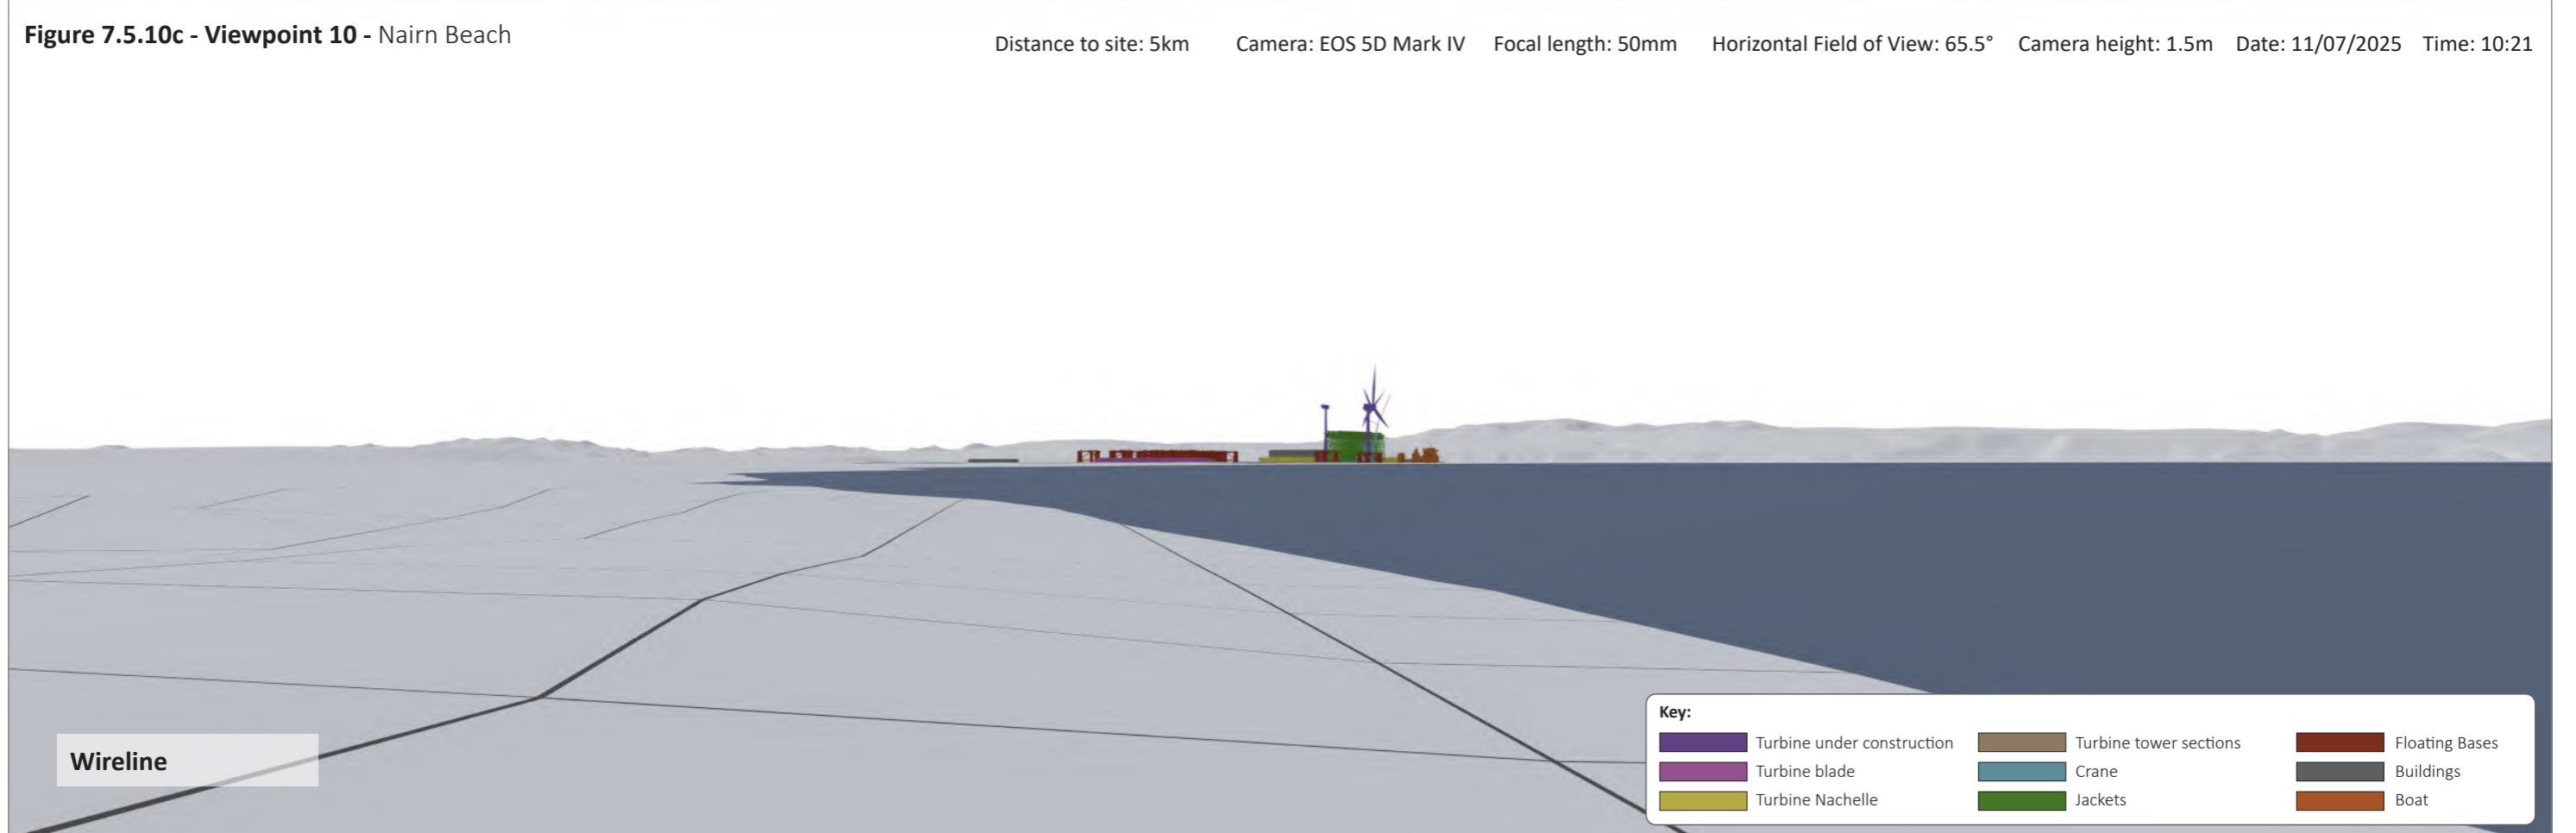 Figure 7.5.10c - Viewpoint 10 - Nairn Beach
Distance to site: 5km Camera: EOS 5D Mark IV Focal length: 50mm Horizontal Field of View: 65.5° Camera height: 1.5m Date: 11/07/2025 Time: 10:21
Wireline
Key:
Turbine under construction
Turbine blade
Turbine Nachelle
Turbine tower sections
Crane
Jackets
Floating Bases
Buildings
Boat